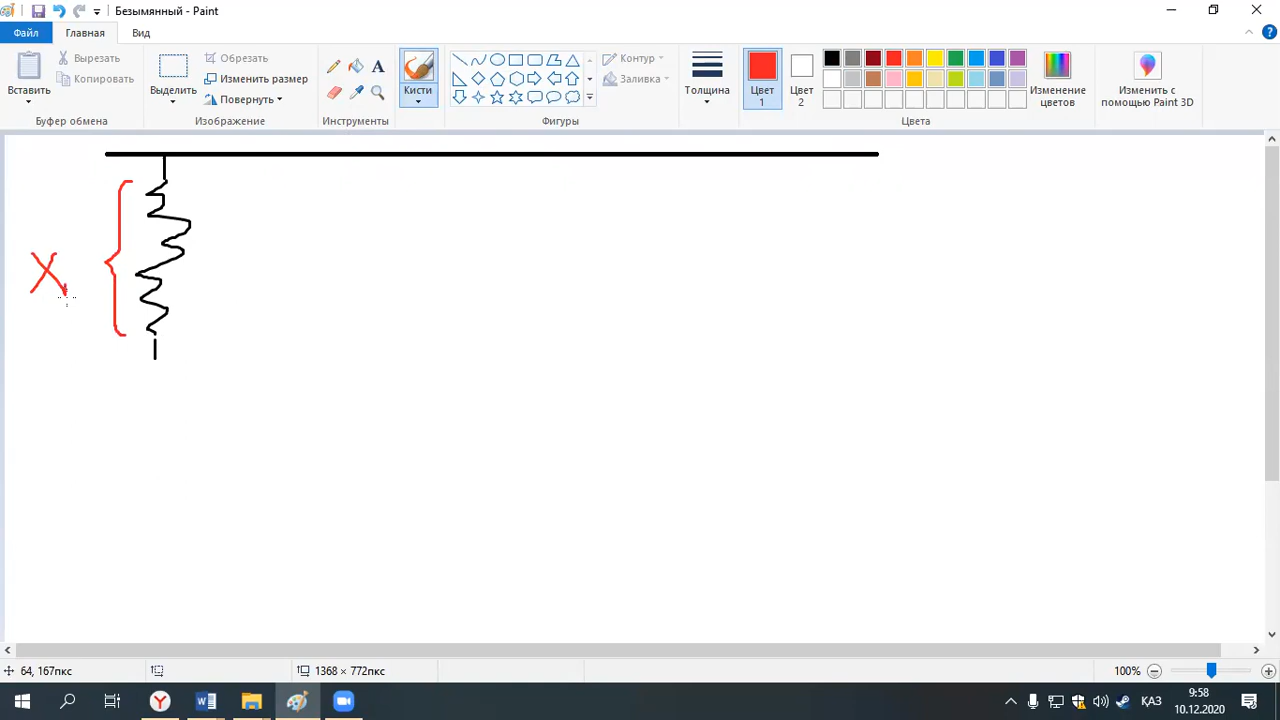 Безымянный - Paint
Файл
Главная
Вид
Вставить
Вырезать
Копировать
Буфер обмена
Выделить
Обрезать
Изменить размер
Повернуть
Изображение
A
Инструменты
Кисти
Контур
Заливка
Фигуры
Толщина
Цвет
1
Цвет
2
Изменение
цветов
Цвета
Изменить с
помощью Paint 3D
X
64, 167пкс
1368 × 772пкс
100%
КАЗ
9:58
10.12.2020